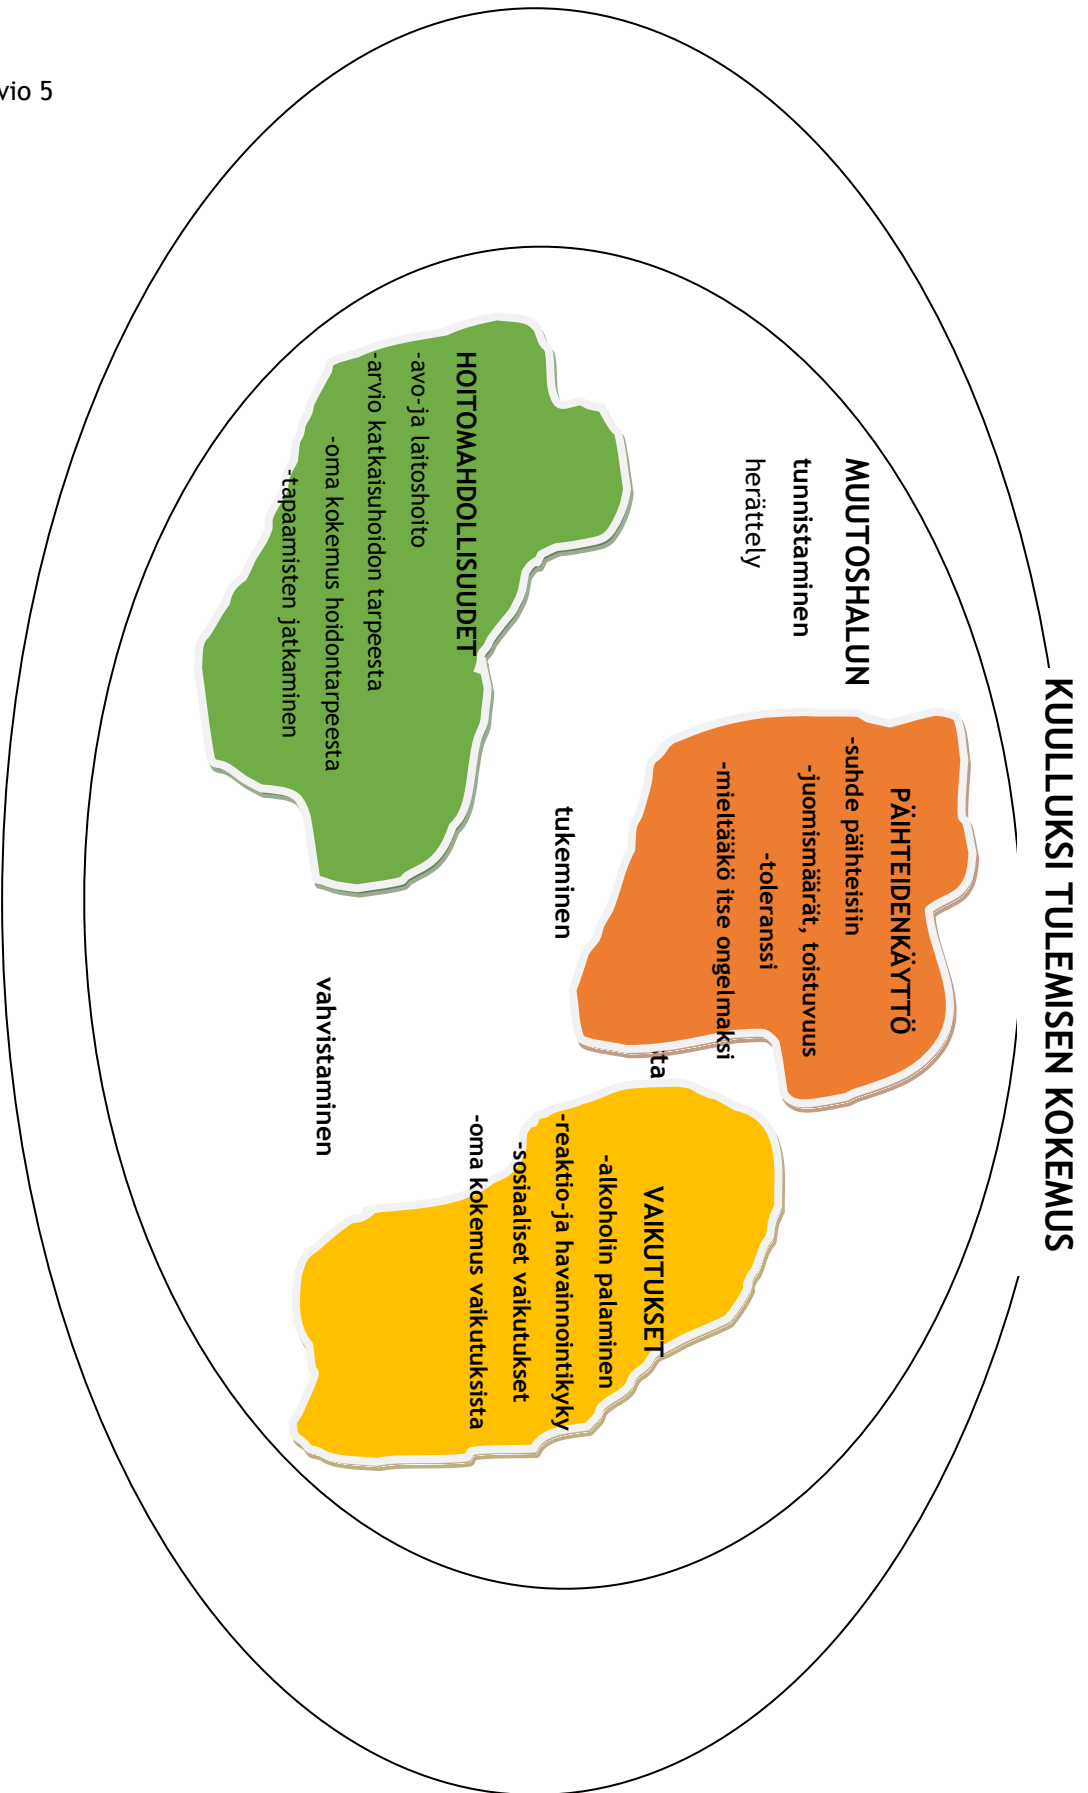 vio 5
KUULLUKSI TULEMISEN KOKEMUS
MUUTOSHALUN
tunnistaminen
herättely
PÄIHTEIDENKÄYTTÖ
-suhde päihteisiin
-juomismäärät, toistuvuus
-toleranssi
-mieltääkö itse ongelmaksi
ta
VAIKUTUKSET
-alkoholin palaminen
-reaktio-ja havainnointikyky
-sosiaaliset vaikutukset
-oma kokemus vaikutuksista
tukeminen
HOITOMAHDOLLISUUDET
-avo-ja laitoshoito
-arvio katkaisuhoidon tarpeesta
-oma kokemus hoidontarpeesta
-tapaamisten jatkaminen
vahvistaminen